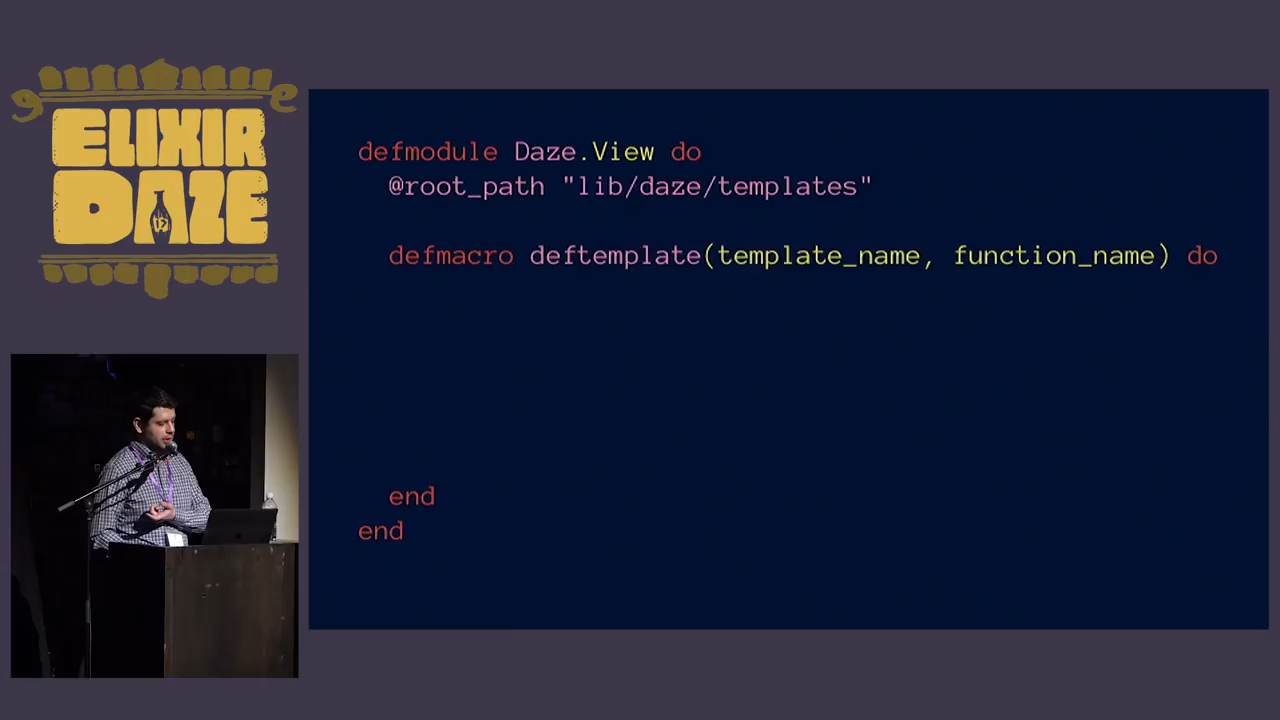 ELIXIR
DAZE
defmodule Daze.View do
@root_path "lib/daze/templates"
defmacro deftemplate(template_name, function_name) do
end
end